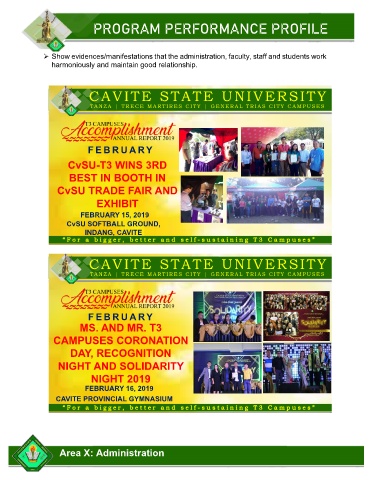 PROGRAM PERFORMANCE PROFILE
➢ Show evidences/manifestations that the administration, faculty, staff and students work
harmoniously and maintain good relationship.
CAVITE STATE UNIVERSITY
TANZA | TRECE MARTIRES CITY | GENERAL TRIAS CITY CAMPUSES
T3 CAMPUSES
Accomplishment
ANNUAL REPORT 2019
FEBRUARY
CvSU-T3 WINS 3RD
BEST IN BOOTH IN
CvSU TRADE FAIR AND
EXHIBIT
FEBRUARY 15, 2019
CvSU SOFTBALL GROUND,
INDANG, CAVITE
"For a bigger, better and self-sustaining T3 Campuses"
CAVITE STATE UNIVERSITY
TANZA | TRECE MARTIRES CITY | GENERAL TRIAS CITY CAMPUSES
T3 CAMPUSES
Accomplishment
ANNUAL REPORT 2019
FEBRUARY
MS. AND MR. T3
CAMPUSES CORONATION
DAY, RECOGNITION
NIGHT AND SOLIDARITY
NIGHT 2019
FEBRUARY 16, 2019
CAVITE PROVINCIAL GYMNASIUM
SOLIDARITY
"For a bigger, better and self-sustaining T3 Campuses"
Area X: Administration